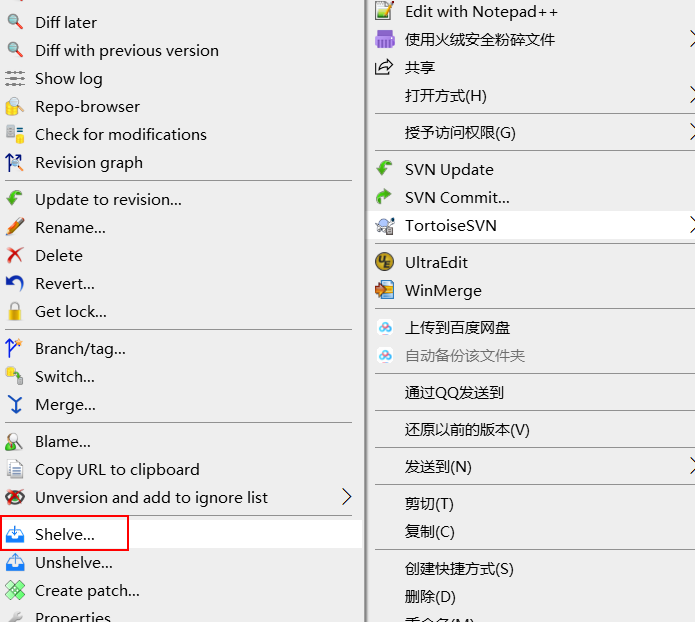 Diff later
Diff with previous version
Show log
Repo-browser
Check for modifications
Revision graph
Update to revision...
Rename...
Delete
Revert...
Get lock...
Branch/tag...
Switch...
Merge...
Blame...
Copy URL to clipboard
Unversion and add to ignore list
Shelve...
Unshelve...
Create patch...
Properties
Edit with Notepad++
使用火绒安全粉碎文件
共享
打开方式(H)
授予访问权限(G)
SVN Update
SVN Commit...
TortoiseSVN
UltraEdit
WinMerge
上传到百度网盘
自动备份该文件夹
通过QQ发送到
还原以前的版本(V)
发送到(N)
剪切(T)
复制(C)
创建快捷方式(S)
删除(D)
重命名(M)